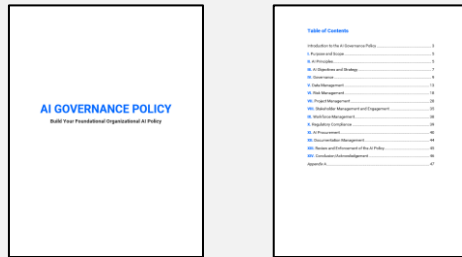 AI GOVERNANCE POLICY
Build Your Foundational Organizational AI Policy
Table of Contents
Introduction to the AI Governance Policy
I. Purpose and Scope
II. AI Principles
III. AI Objectives and Strategy
IV. Governance
V. Data Management
VI. Risk Management
VII. Project Management
VIII. Stakeholder Management and Engagement
IX. Workforce Management
X. Regulatory Compliance
XI. AI Procurement
XII. Documentation Management
XIII. Review and Enforcement of the AI Policy
XIV. Conclusion/Acknowledgement
Appendix A